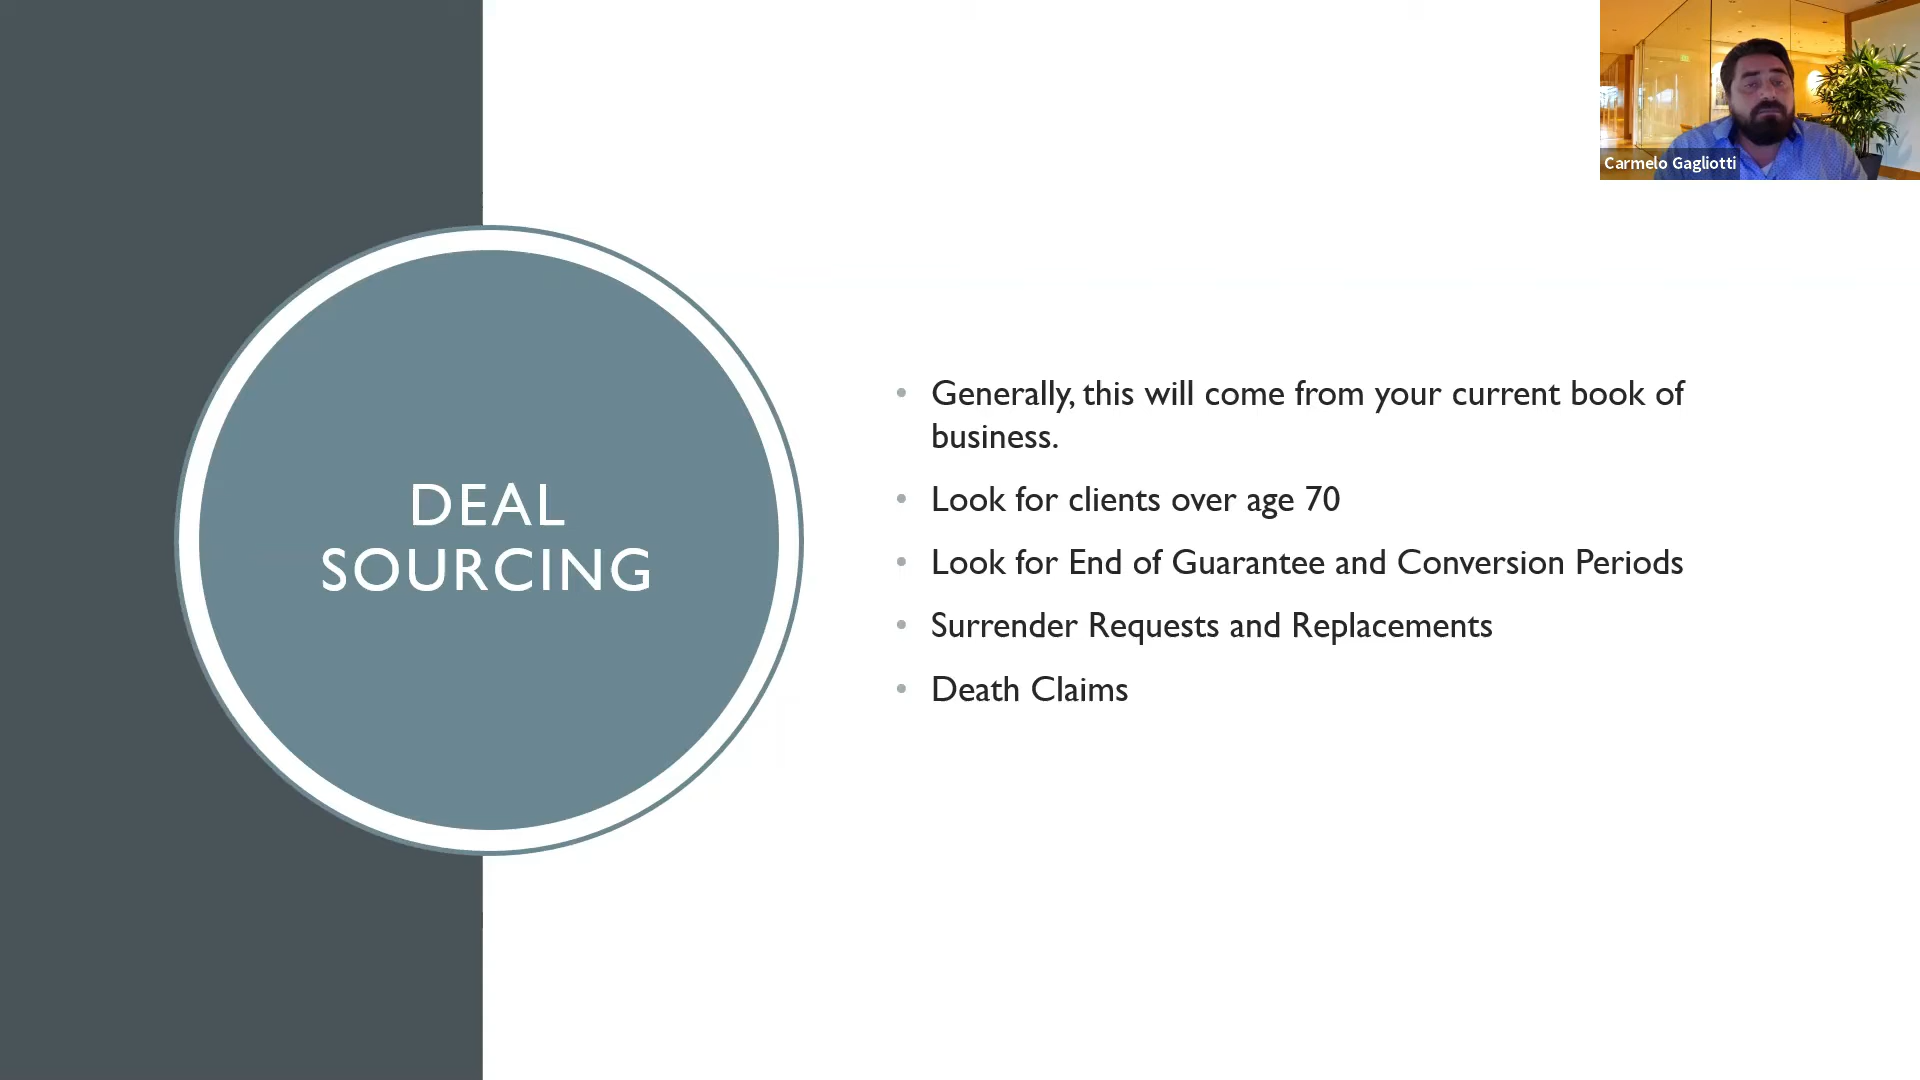 Carmelo Gagliotti
DEAL
SOURCING
• Generally, this will come from your current book of
business.
• Look for clients over age 70
• Look for End of Guarantee and Conversion Periods
• Surrender Requests and Replacements
• Death Claims